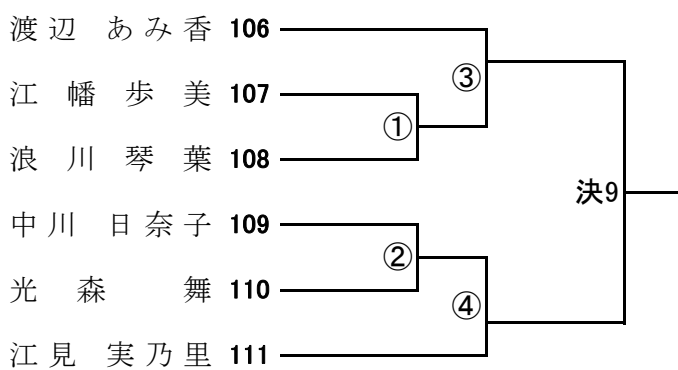 渡辺 あみ香 106
③
江幡歩美 107
①
浪川琴葉 108
決9
中川 日奈子 109
②
光森 舞 110
④
江見 実乃里 111